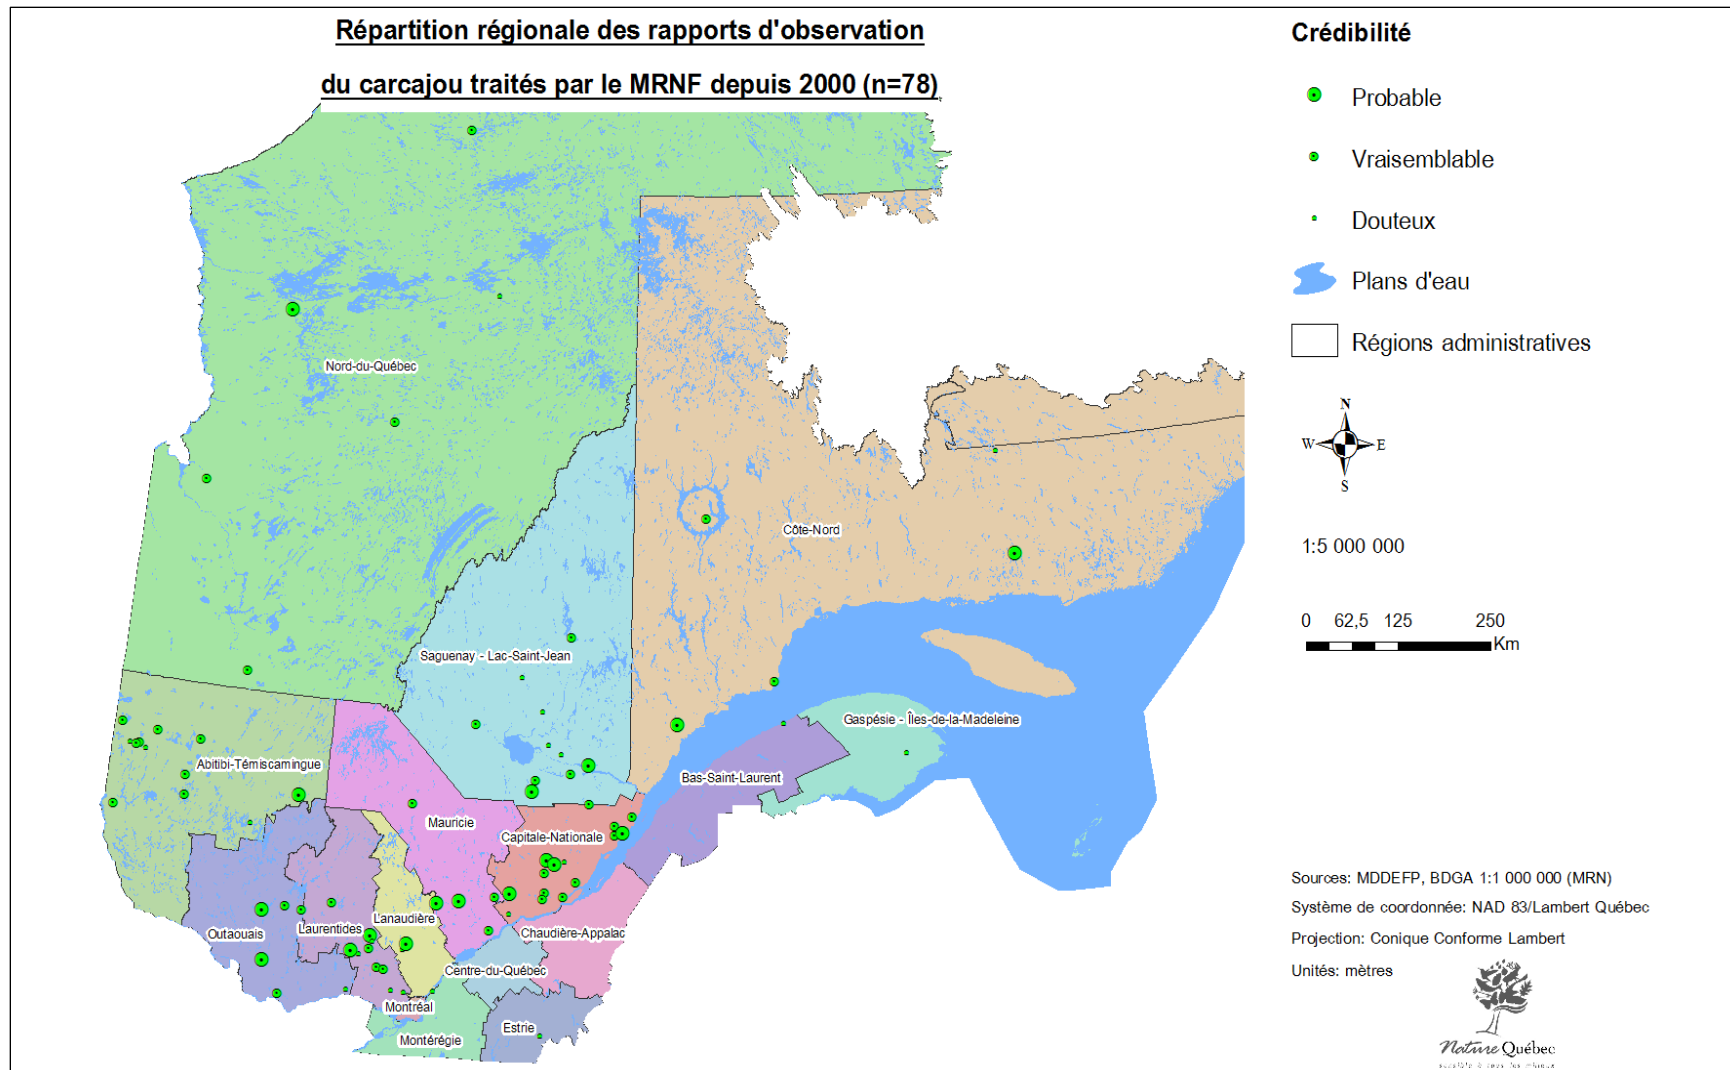 Répartition régionale des rapports d'observation
du carcajou traités par le MRNF depuis 2000 (n=78)
Crédibilité
Probable
Vraisemblable
Douteux
Plans d'eau
Régions administratives
N
W E
S
1:5 000 000
0 62,5 125 250
Km
Nord-du-Québec
Côte-Nord
Saguenay - Lac-Saint-Jean
Gaspésie - Îles-de-la-Madeleine
Abitibi-Témiscamingue
Bas-Saint-Laurent
Mauricie
Capitale-Nationale
Lanaudière
Laurentides
Outaouais
Chaudière-Appalac
Centre-du-Québec
Montréal
Estrie
Montérégie
Sources: MDDEFP, BDGA 1:1 000 000 (MRN)
Système de coordonnée: NAD 83/Lambert Québec
Projection: Conique Conforme Lambert
Unités: mètres
Nature Québec